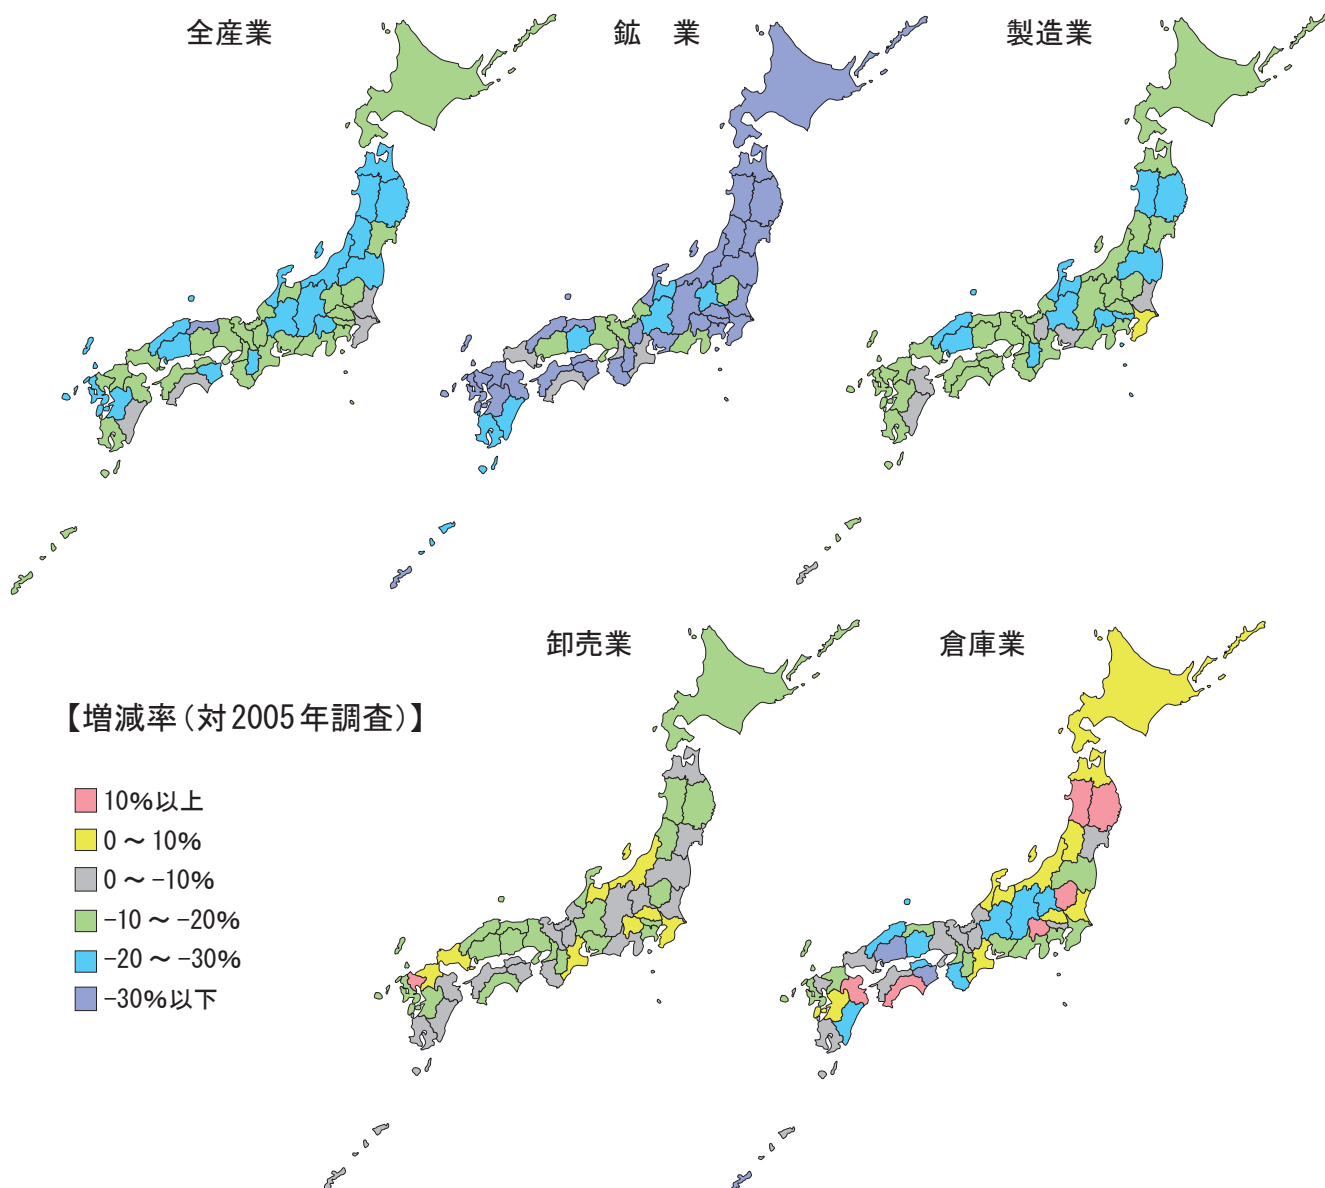 全産業
鉱　業
製造業
卸売業
倉庫業
【増減率（対2005年調査）】
10%以上
0 ～ 10%
0 ～ −10%
−10 ～ −20%
−20 ～ −30%
−30%以下